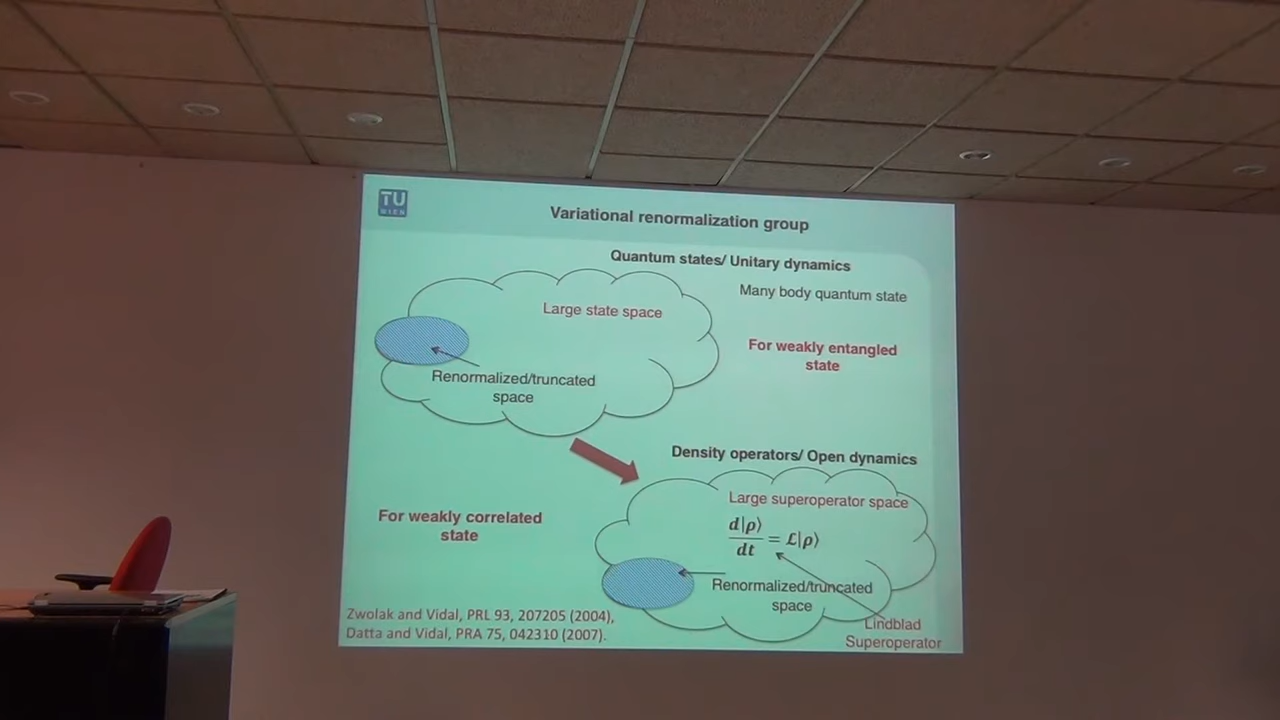 TU
WIEN
Variational renormalization group
Quantum states/ Unitary dynamics
Many body quantum state
Large state space
For weakly entangled
state
Renormalized/truncated
space
Density operators/ Open dynamics
Large superoperator space
d|ρ⟩
dt
= ℒ|ρ⟩
For weakly correlated
state
Renormalized/truncated
space
Lindblad
Superoperator
Zwolak and Vidal, PRL 93, 207205 (2004),
Datta and Vidal, PRA 75, 042310 (2007).